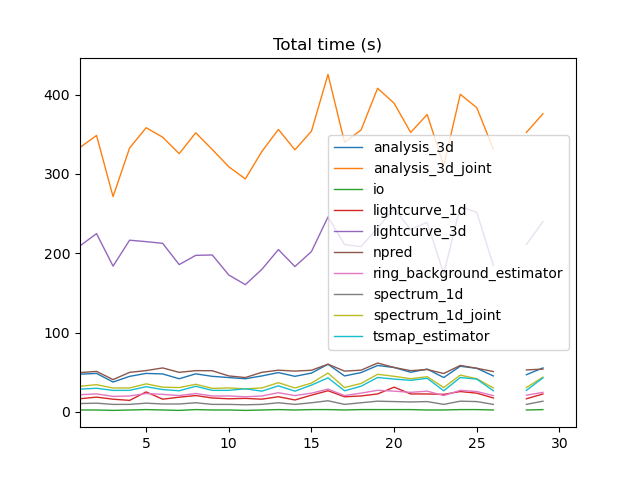 Total time (s)
400
300
200
100
0
5
10
15
20
25
30
analysis_3d
analysis_3d_joint
io
lightcurve_1d
lightcurve_3d
npred
ring_background_estimator
spectrum_1d
spectrum_1d_joint
tsmap_estimator